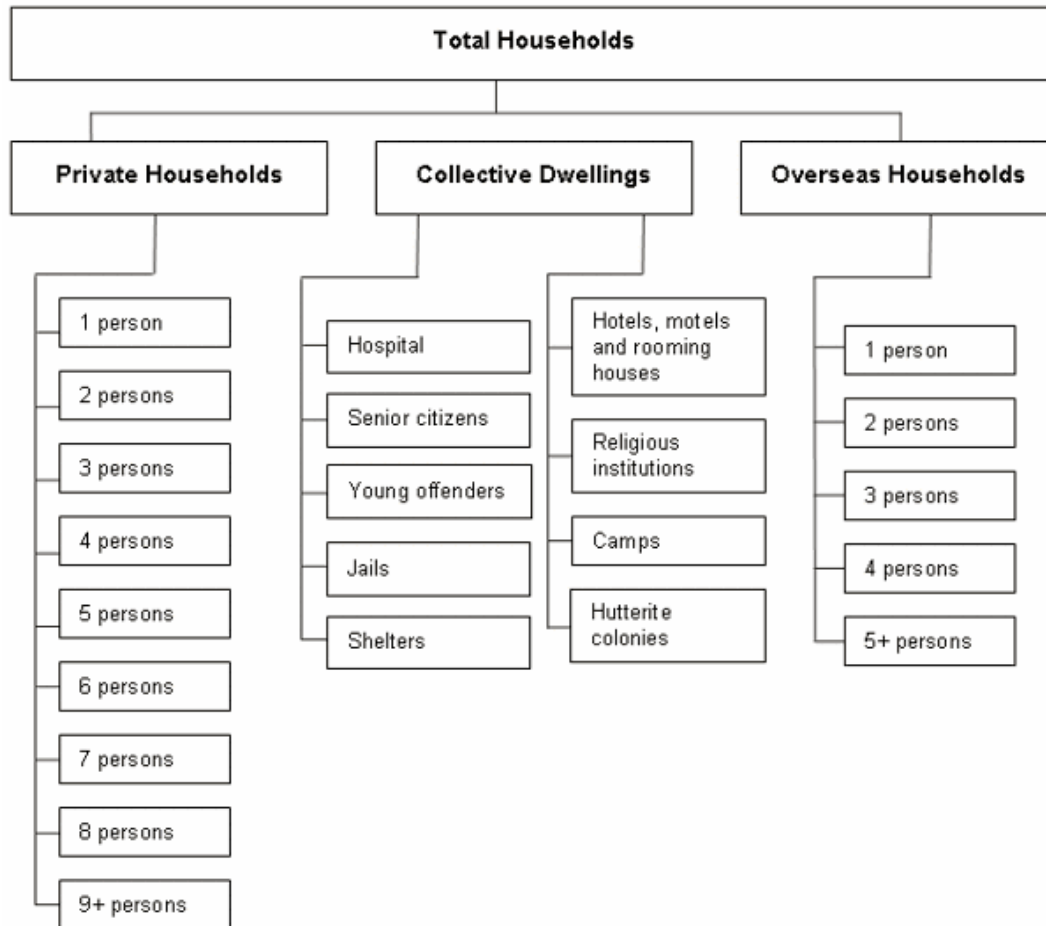 Total Households
Private Households
Collective Dwellings
Overseas Households
1 person
2 persons
3 persons
4 persons
5 persons
6 persons
7 persons
8 persons
9+ persons
Hospital
Senior citizens
Young offenders
Jails
Shelters
Hotels, motels
and rooming
houses
Religious
institutions
Camps
Hutterite
colonies
1 person
2 persons
3 persons
4 persons
5+ persons